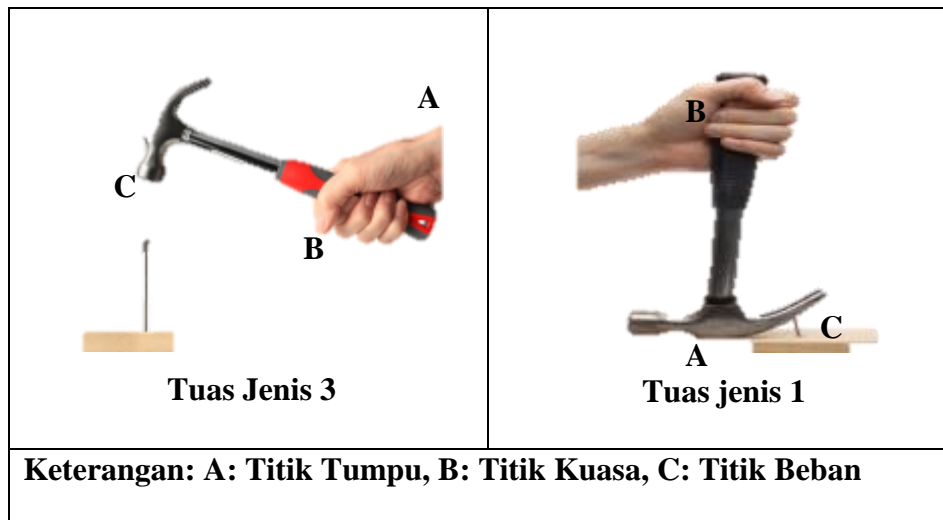 A
C
B
Tuas Jenis 3
B
C
A
Tuas jenis 1
Keterangan: A: Titik Tumpu, B: Titik Kuasa, C: Titik Beban